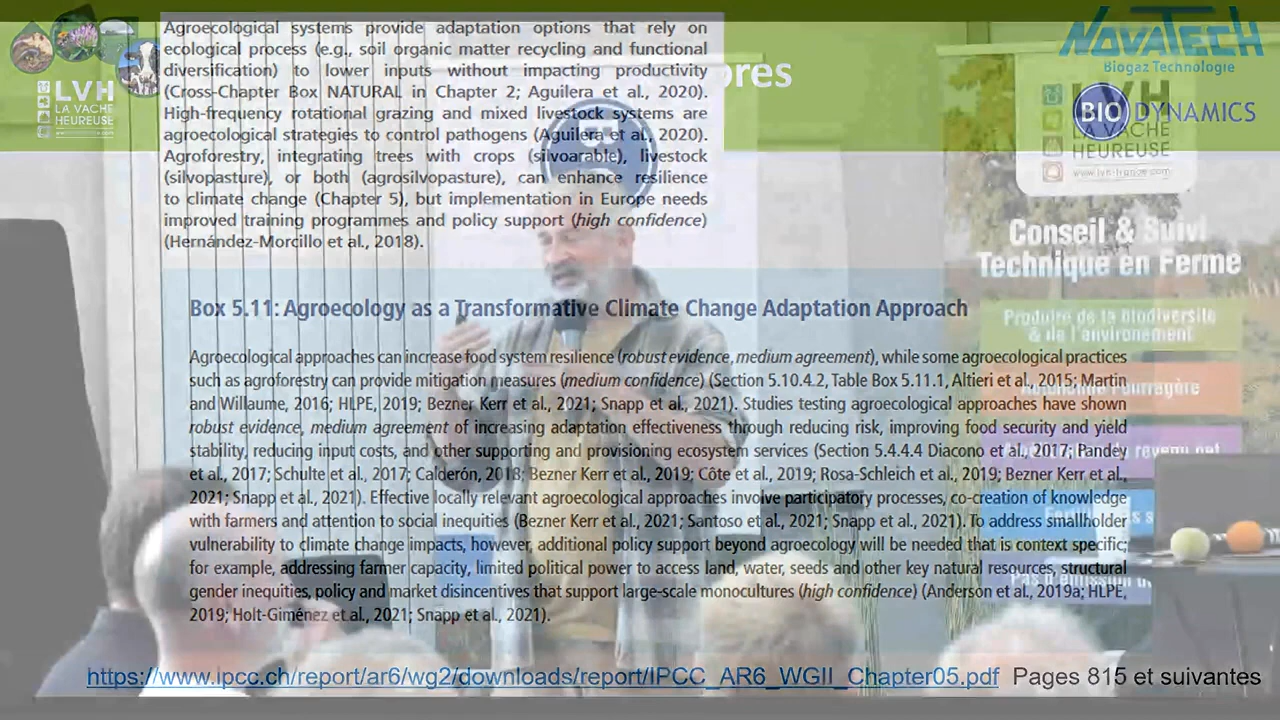 Agroecological systems provide adaptation options that rely on
ecological process (e.g., soil organic matter recycling and functional
diversification) to lower inputs without impacting productivity
(Cross-Chapter Box NATURAL in Chapter 2; Aguilera et al., 2020).
High-frequency rotational grazing and mixed livestock systems are
agroecological strategies to control pathogens (Aguilera et al., 2020).
Agroforestry, integrating trees with crops (silvoarable), livestock
(silvopasture), or both (agrosilvopasture), can enhance resilience
to climate change (Chapter 5), but implementation in Europe needs
improved training programmes and policy support (high confidence)
(Hernández-Morcillo et al., 2018).
LVH
LA VACHE
HEUREUSE
NOVATECH
Biogaz Technologie
BIO DYNAMICS
LVH
LA VACHE
HEUREUSE
www.lvh-france.com
Conseil & Suivi
Technique en Ferme
Produire de la biodiversité
& de l'environement
Box 5.11: Agroecology as a Transformative Climate Change Adaptation Approach
Agroecological approaches can increase food system resilience (robust evidence, medium agreement), while some agroecological practices
such as agroforestry can provide mitigation measures (medium confidence) (Section 5.10.4.2, Table Box 5.11.1, Altieri et al., 2015; Martin
and Willaume, 2016; HLPE, 2019; Bezner Kerr et al., 2021; Snapp et al., 2021). Studies testing agroecological approaches have shown
robust evidence, medium agreement of increasing adaptation effectiveness through reducing risk, improving food security and yield
stability, reducing input costs, and other supporting and provisioning ecosystem services (Section 5.4.4.4 Diacono et al., 2017; Pandey
et al., 2017; Schulte et al., 2017; Calderón, 2018; Bezner Kerr et al., 2019; Côte et al., 2019; Rosa-Schleich et al., 2019; Bezner Kerr et al.,
2021; Snapp et al., 2021). Effective locally relevant agroecological approaches involve participatory processes, co-creation of knowledge
with farmers and attention to social inequities (Bezner Kerr et al., 2021; Santoso et al., 2021; Snapp et al., 2021). To address smallholder
vulnerability to climate change impacts, however, additional policy support beyond agroecology will be needed that is context specific;
for example, addressing farmer capacity, limited political power to access land, water, seeds and other key natural resources, structural
gender inequities, policy and market disincentives that support large-scale monocultures (high confidence) (Anderson et al., 2019a; HLPE,
2019; Holt-Giménez et al., 2021; Snapp et al., 2021).
https://www.ipcc.ch/report/ar6/wg2/downloads/report/IPCC_AR6_WGII_Chapter05.pdf Pages 815 et suivantes